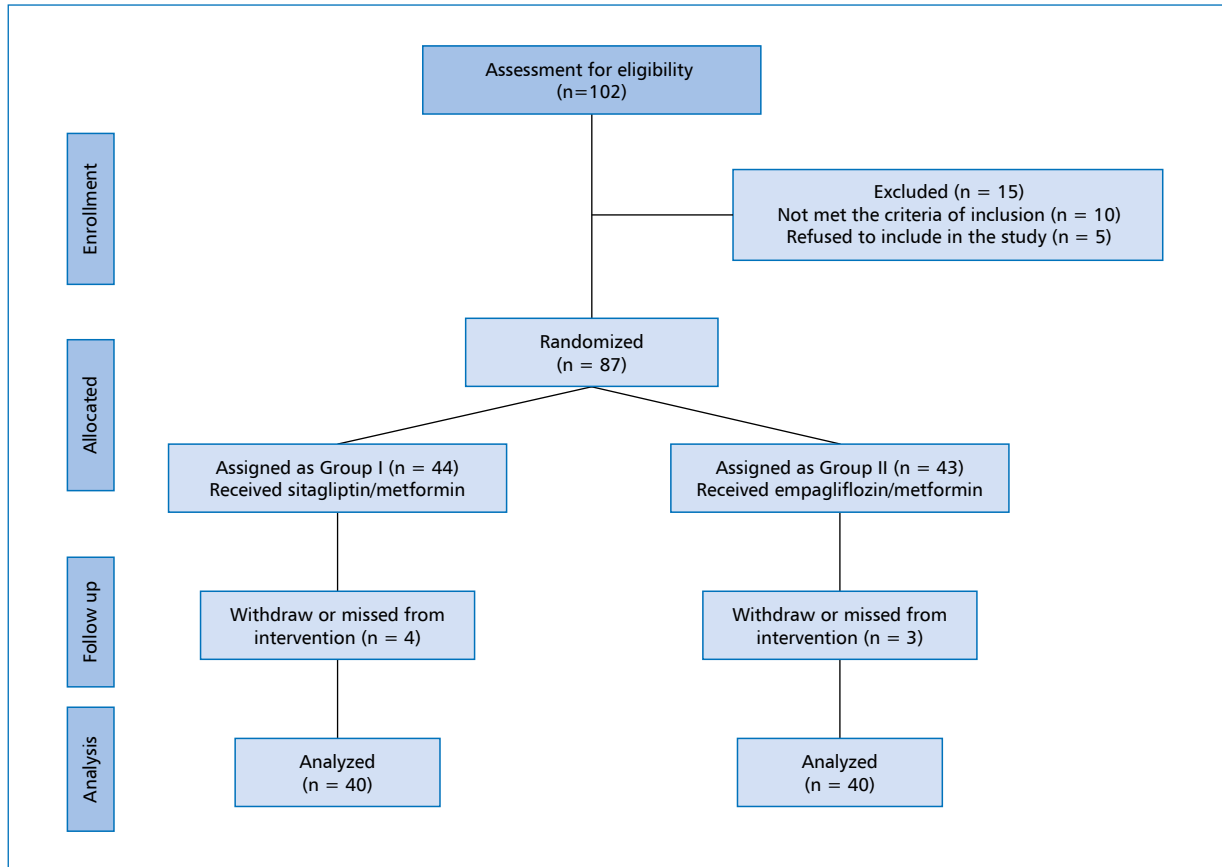 Assessment for eligibility
(n=102)
Enrollment
Excluded (n = 15)
Not met the criteria of inclusion (n = 10)
Refused to include in the study (n = 5)
Randomized
(n = 87)
Allocated
Assigned as Group I (n = 44)
Received sitagliptin/metformin
Assigned as Group II (n = 43)
Received empagliflozin/metformin
Follow up
Withdraw or missed from
intervention (n = 4)
Withdraw or missed from
intervention (n = 3)
Analysis
Analyzed
(n = 40)
Analyzed
(n = 40)